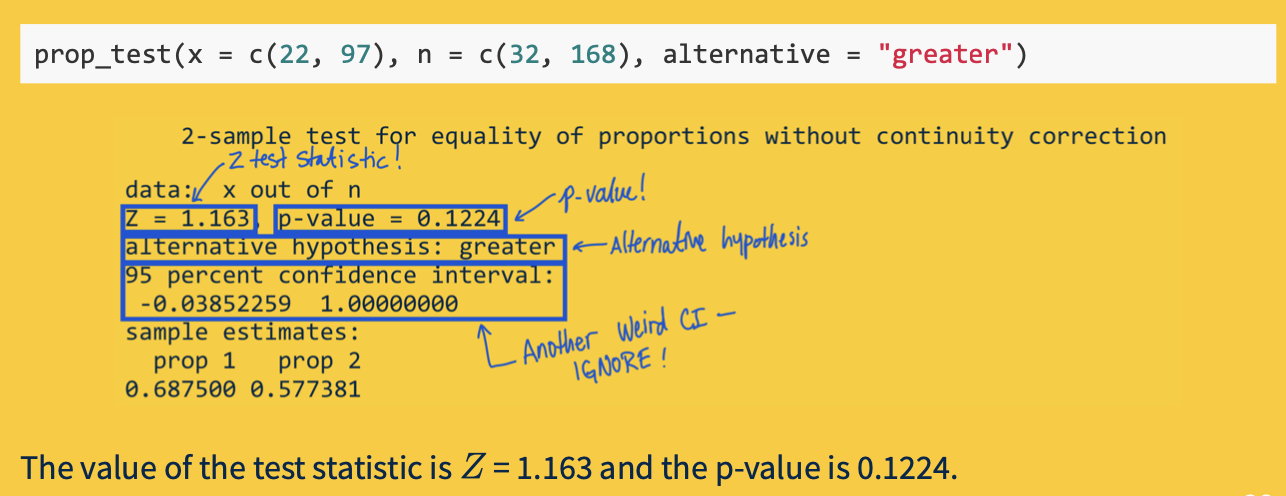 prop_test(x = c(22, 97), n = c(32, 168), alternative = "greater")
2-sample test for equality of proportions without continuity correction
Z test statistic!
data: x out of n
Z = 1.163, p-value = 0.1224
p-value!
alternative hypothesis: greater
Alternative hypothesis
95 percent confidence interval:
-0.03852259 1.00000000
Another Weird CI –
IGNORE!
sample estimates:
prop 1 prop 2
0.687500 0.577381
The value of the test statistic is Z = 1.163 and the p-value is 0.1224.